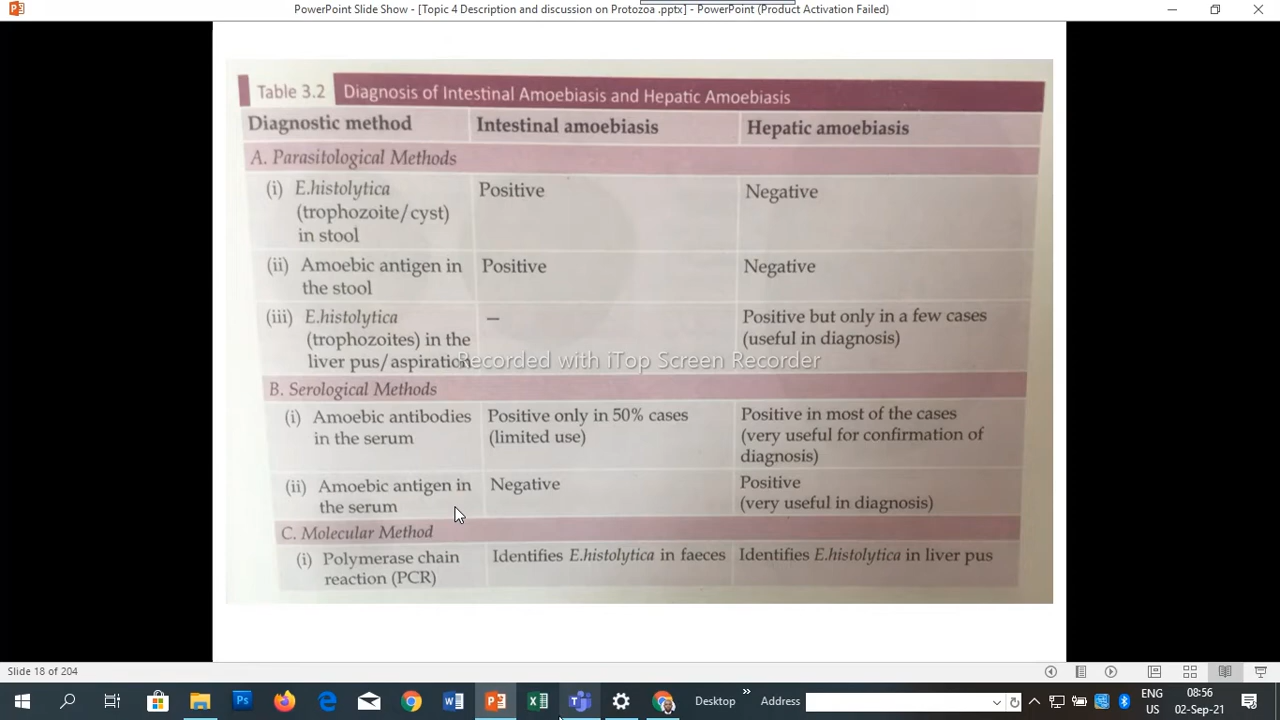 PowerPoint Slide Show - [Topic 4 Description and discussion on Protozoa .pptx] - PowerPoint (Product Activation Failed)
Table 3.2 Diagnosis of Intestinal Amoebiasis and Hepatic Amoebiasis
Diagnostic method Intestinal amoebiasis Hepatic amoebiasis
A. Parasitological Methods
(i) E.histolytica Positive Negative
(trophozoite/cyst)
in stool
(ii) Amoebic antigen in Positive Negative
the stool
(iii) E.histolytica – Positive but only in a few cases
(trophozoites) in the (useful in diagnosis)
liver pus/aspiration
Recorded with iTop Screen Recorder
B. Serological Methods
(i) Amoebic antibodies Positive only in 50% cases Positive in most of the cases
in the serum (limited use) (very useful for confirmation of
diagnosis)
(ii) Amoebic antigen in Negative Positive
the serum (very useful in diagnosis)
C. Molecular Method
(i) Polymerase chain Identifies E.histolytica in faeces Identifies E.histolytica in liver pus
reaction (PCR)
Slide 18 of 204
Desktop » Address ENG 08:56
US 02-Sep-21